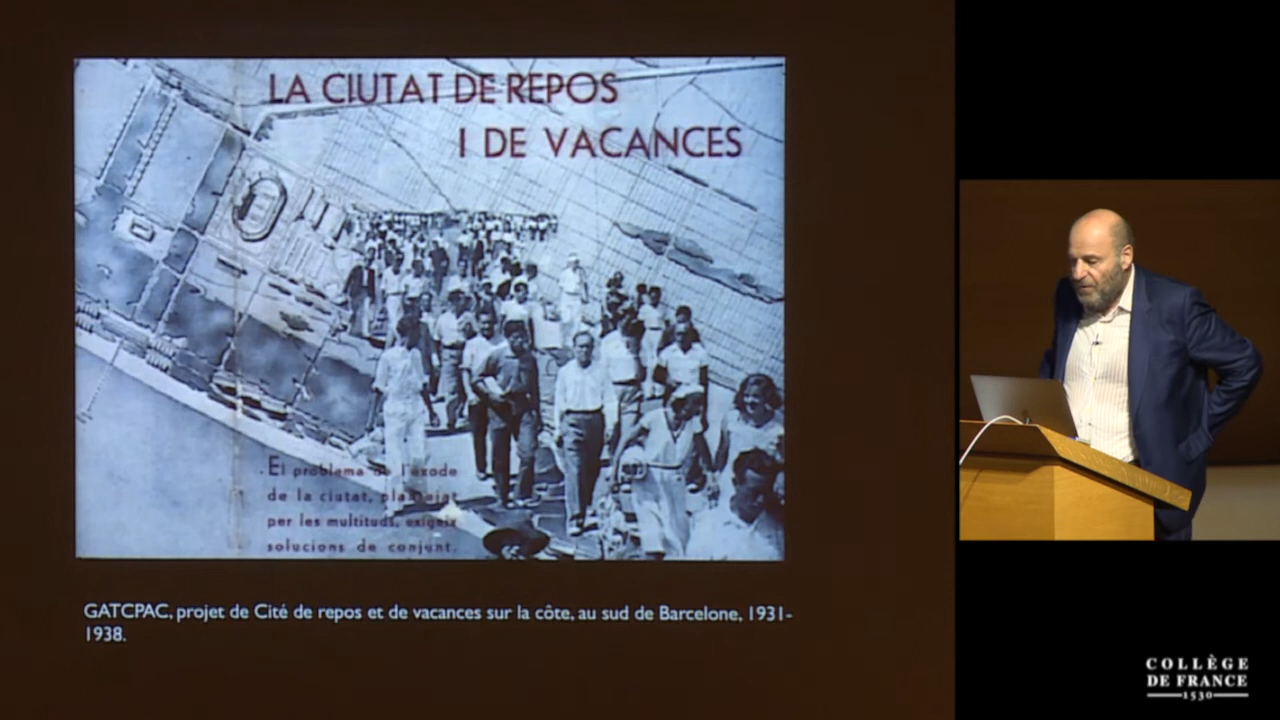 LA CIUTAT DE REPOS
I DE VACANCES
El problema de l'exode
de la ciutat, plantejat
per les multituds, exigeix
solucions de conjunt.
GATCPAC, projet de Cité de repos et de vacances sur la côte, au sud de Barcelone, 1931-
1938.
COLLÈGE
DE FRANCE
1530